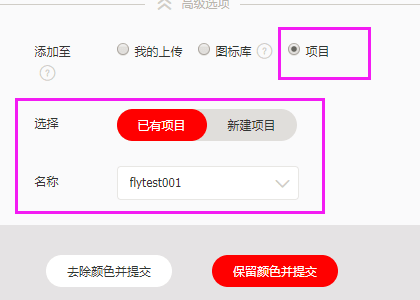 高级选项
添加至 我的上传 图标库 ? 项目
?
选择 已有项目 新建项目
名称 flytest001
去除颜色并提交 保留颜色并提交